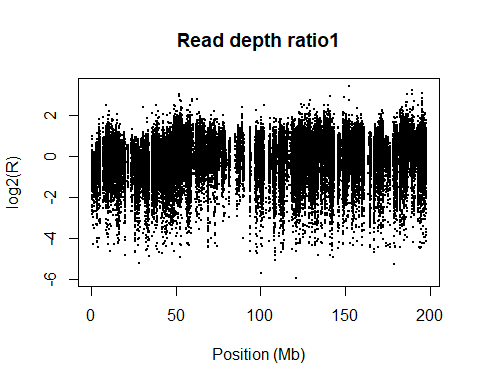 Read depth ratio1
log2(R)
2
0
-2
-4
-6
0 50 100 150 200
Position (Mb)